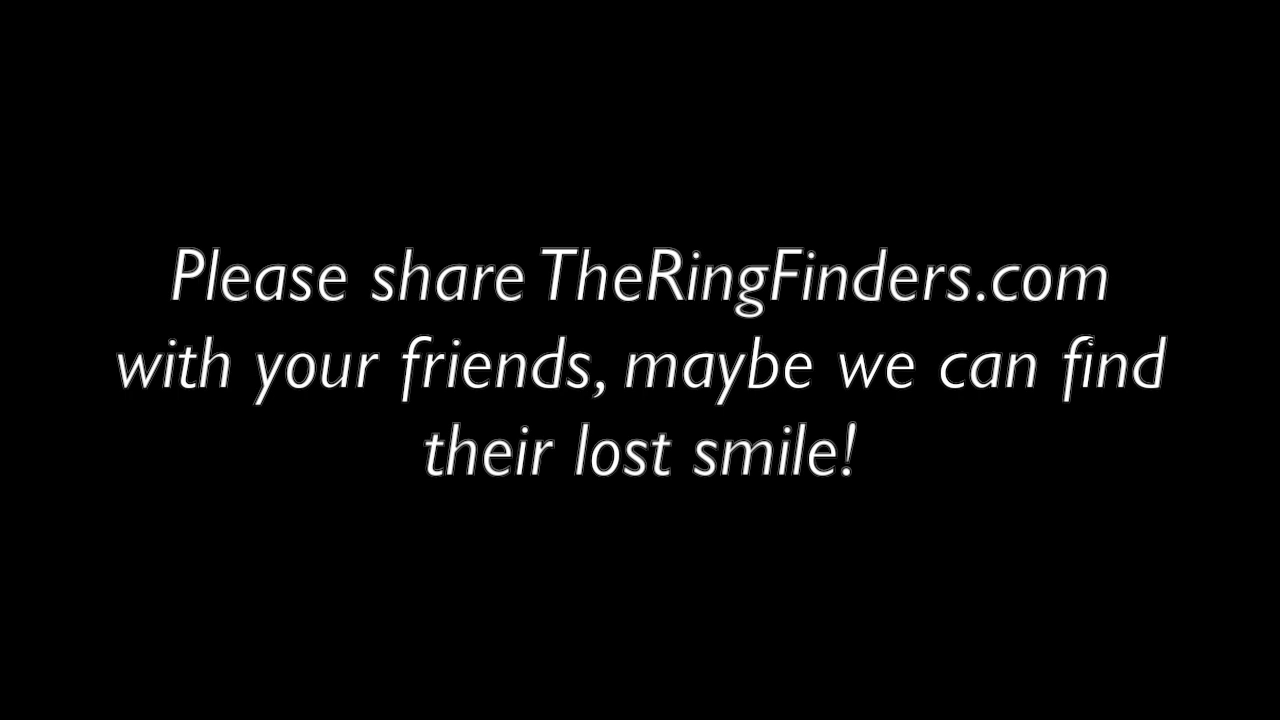 Please share TheRingFinders.com
with your friends, maybe we can find
their lost smile!